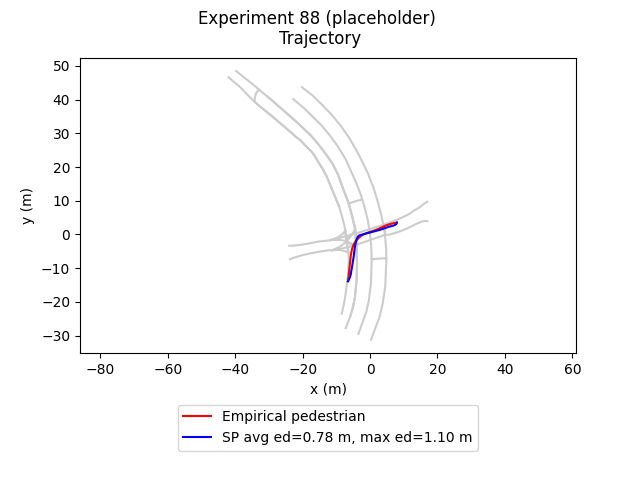 Experiment 88 (placeholder)
Trajectory
y (m)
50
40
30
20
10
0
−10
−20
−30
−80 −60 −40 −20 0 20 40 60
x (m)
Empirical pedestrian
SP avg ed=0.78 m, max ed=1.10 m